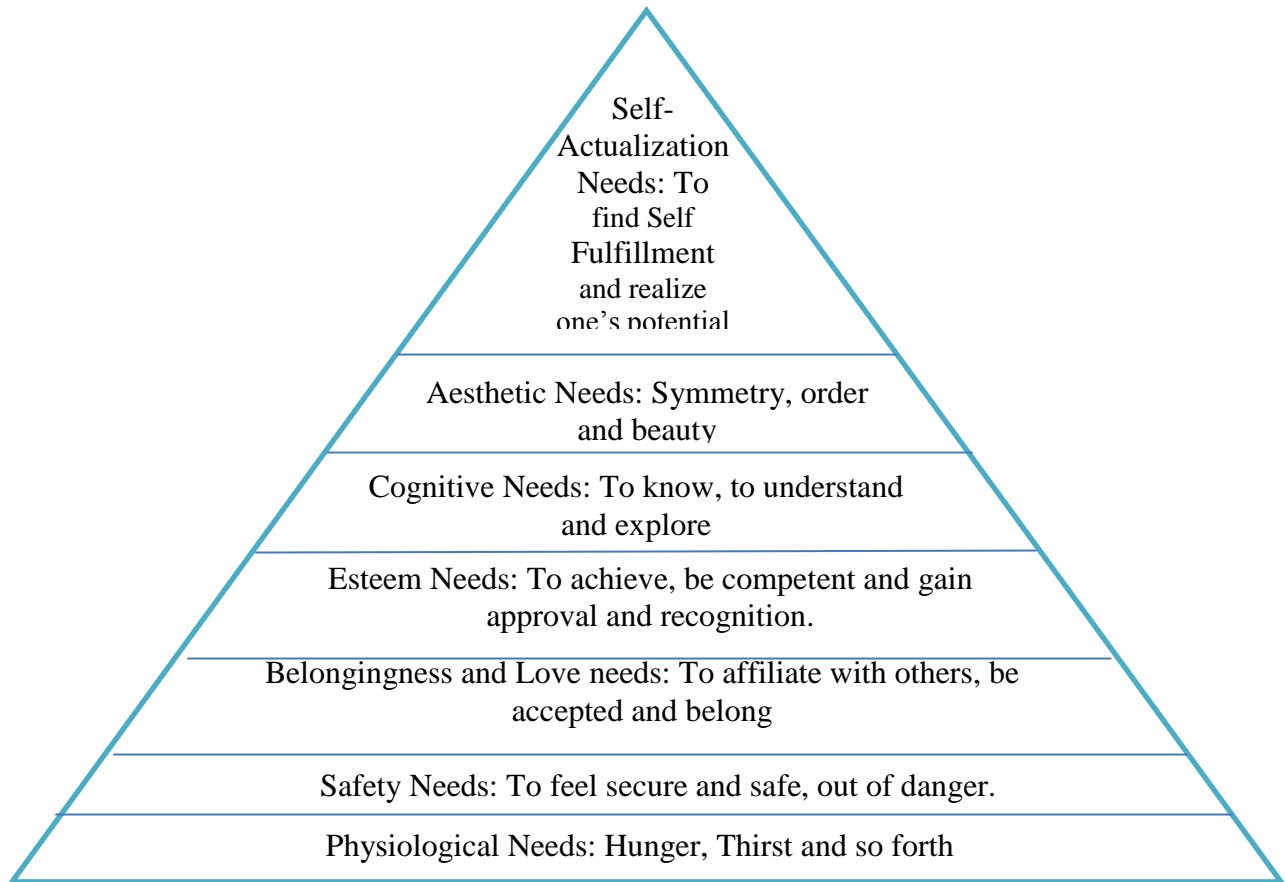 Self-
Actualization
Needs: To
find Self
Fulfillment
and realize
one's potential
Aesthetic Needs: Symmetry, order
and beauty
Cognitive Needs: To know, to understand
and explore
Esteem Needs: To achieve, be competent and gain
approval and recognition.
Belongingness and Love needs: To affiliate with others, be
accepted and belong
Safety Needs: To feel secure and safe, out of danger.
Physiological Needs: Hunger, Thirst and so forth